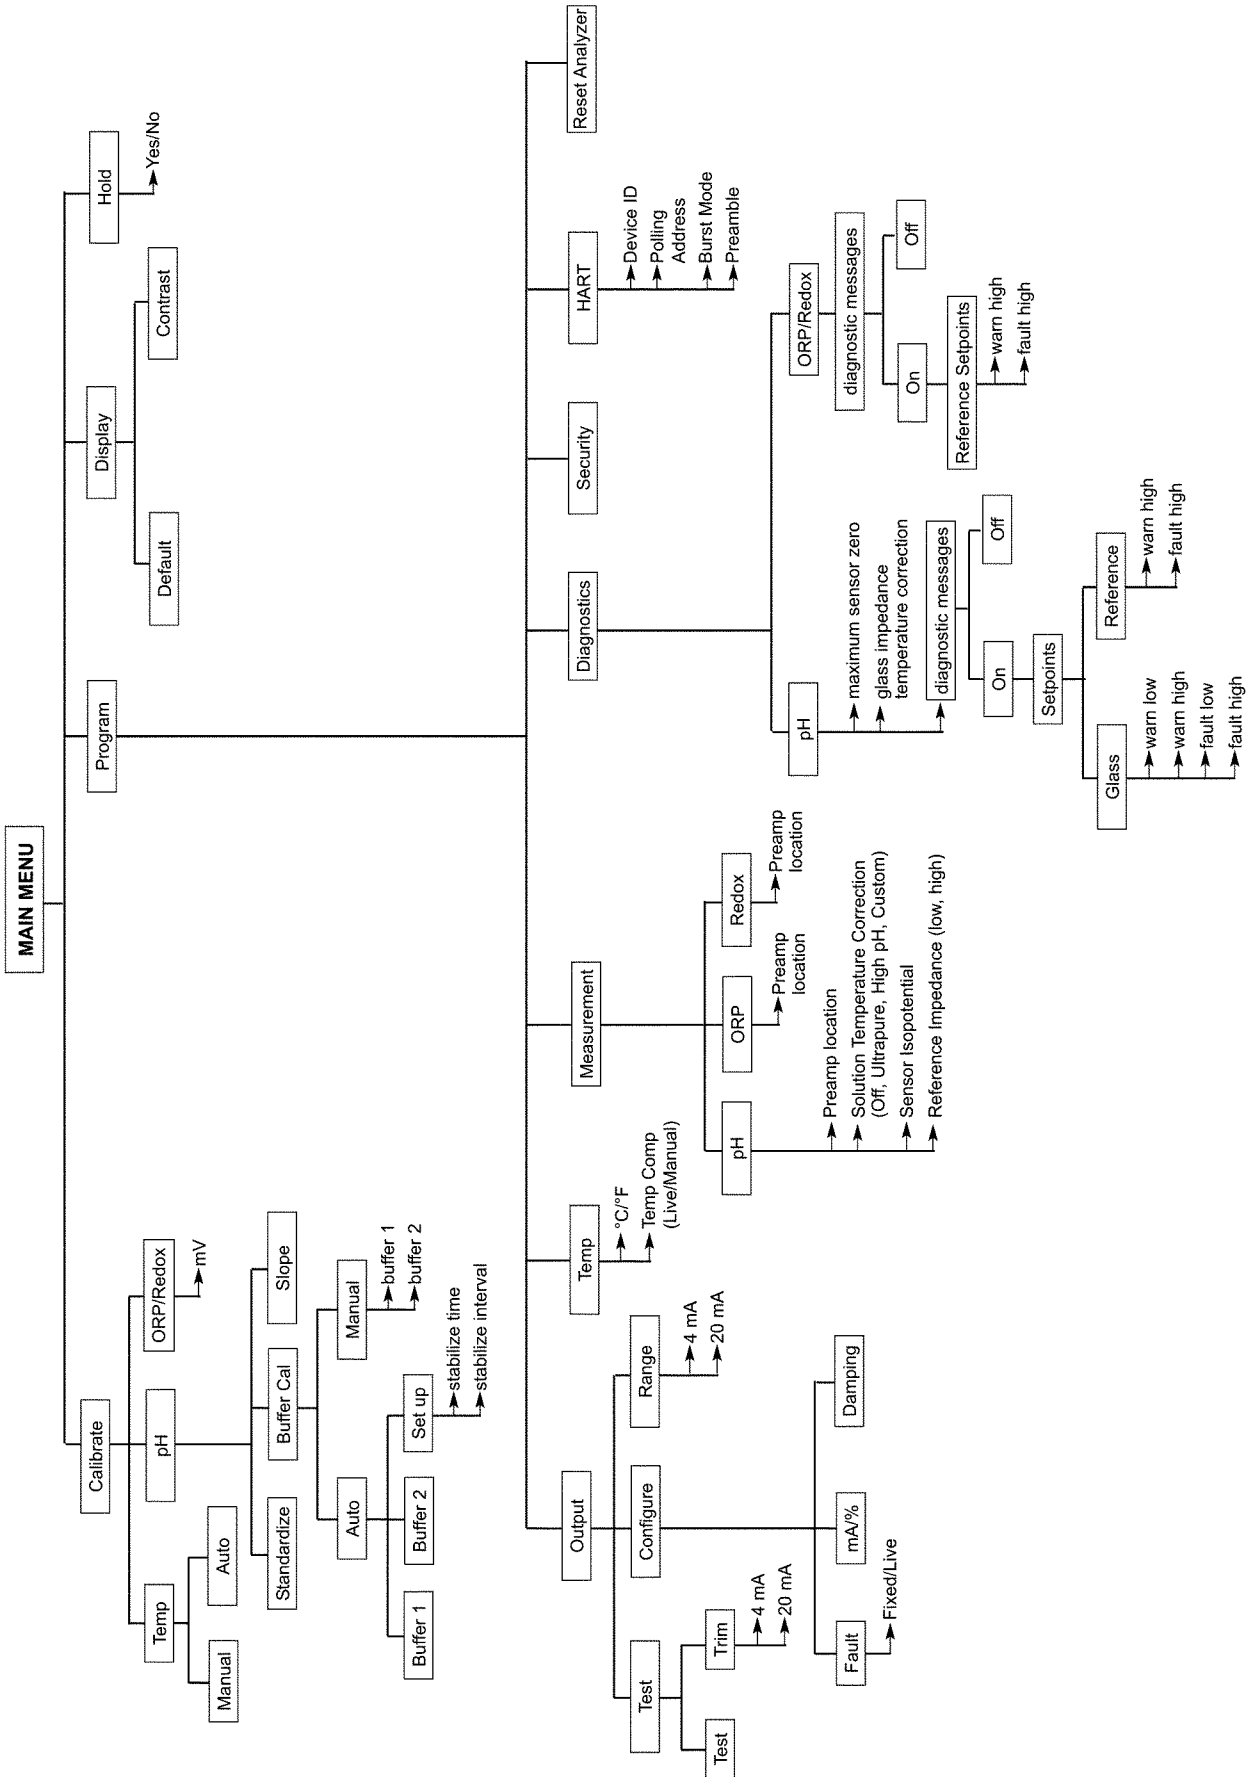 MAIN MENU
Calibrate
Program
Display
Hold
Yes/No
Default
Contrast
Temp
pH
ORP/Redox
mV
Manual
Auto
Standardize
Buffer Cal
Slope
Auto
Manual
buffer 1
buffer 2
Buffer 1
Buffer 2
Set up
stabilize time
stabilize interval
Output
Temp
Measurement
Diagnostics
Security
HART
Reset Analyzer
Test
Configure
Range
4 mA
20 mA
Test
Trim
4 mA
20 mA
Fault
mA/%
Damping
Fixed/Live
°C/°F
Temp Comp
(Live/Manual)
pH
ORP
Redox
Preamp
location
Preamp
location
Preamp location
Solution Temperature Correction
(Off, Ultrapure, High pH, Custom)
Sensor Isopotential
Reference Impedance (low, high)
Device ID
Polling
Address
Burst Mode
Preamble
pH
ORP/Redox
maximum sensor zero
glass impedance
temperature correction
diagnostic messages
On
Off
Setpoints
Glass
Reference
warn low
warn high
fault low
fault high
warn high
fault high
diagnostic messages
On
Off
Reference Setpoints
warn high
fault high